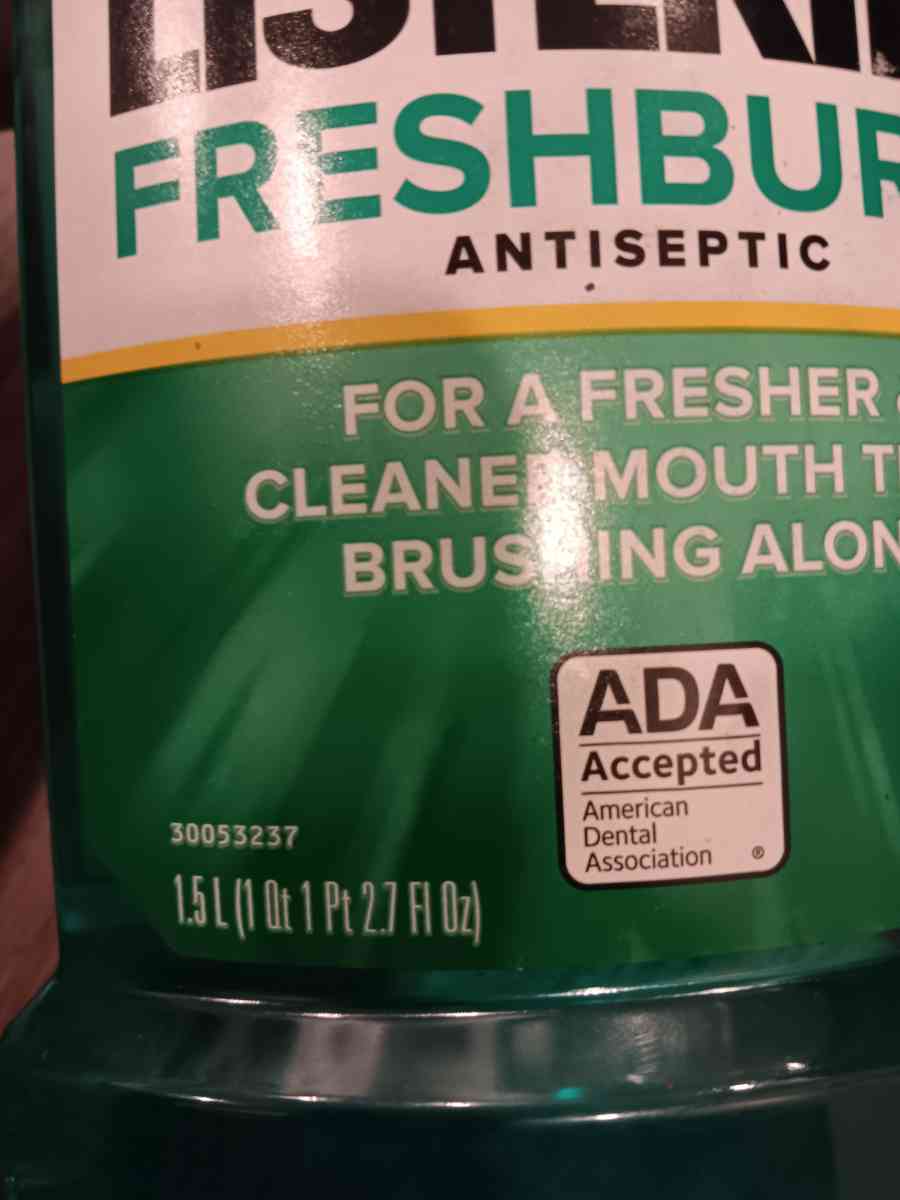 LISTERIN
FRESHBUR
ANTISEPTIC
FOR A FRESHER &
CLEANER MOUTH TH
BRUSHING ALON
ADA
Accepted
American
Dental
Association ®
30053237
1.5 L (1 Qt 1 Pt 2.7 Fl Oz)